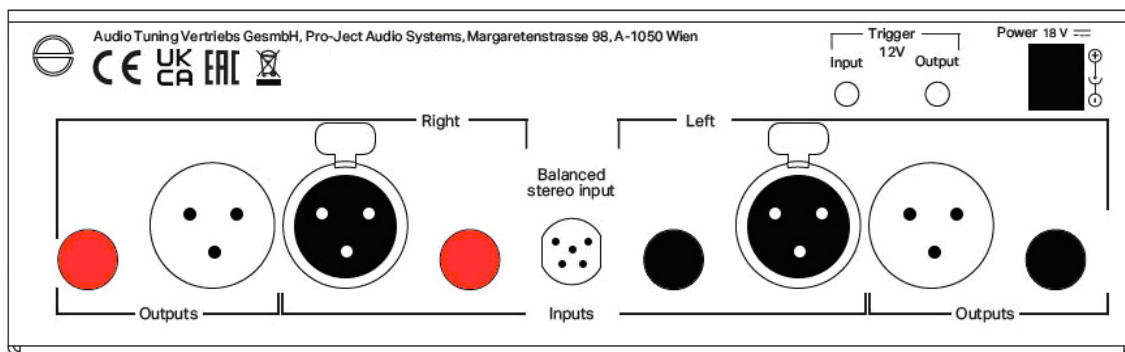 Audio Tuning Vertriebs GesmbH, Pro-Ject Audio Systems, Margaretenstrasse 98, A-1050 Wien
CE UK CA EAC
Trigger
12V
Input Output
Power 18 V
Right
Left
Balanced
stereo input
Outputs
Inputs
Outputs